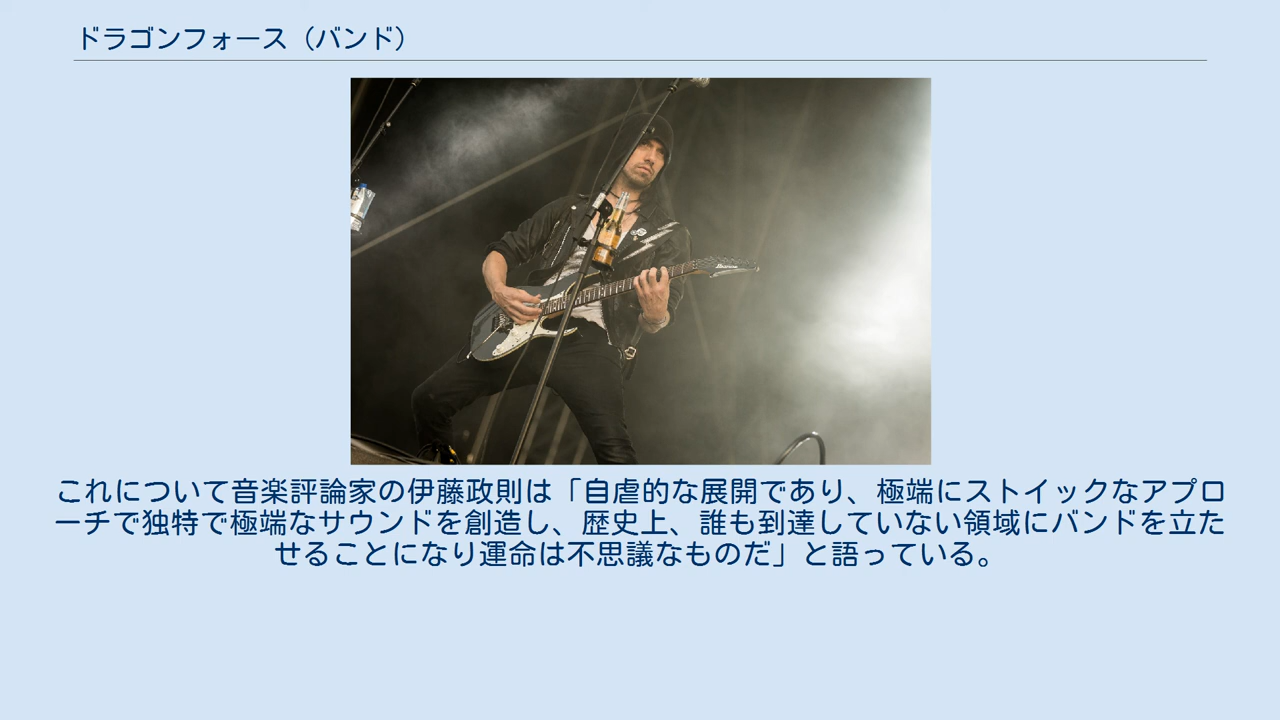 ドラゴンフォース（バンド）
これについて音楽評論家の伊藤政則は「自虐的な展開であり、極端にストイックなアプロ
ーチで独特で極端なサウンドを創造し、歴史上、誰も到達していない領域にバンドを立た
せることになり運命は不思議なものだ」と語っている。